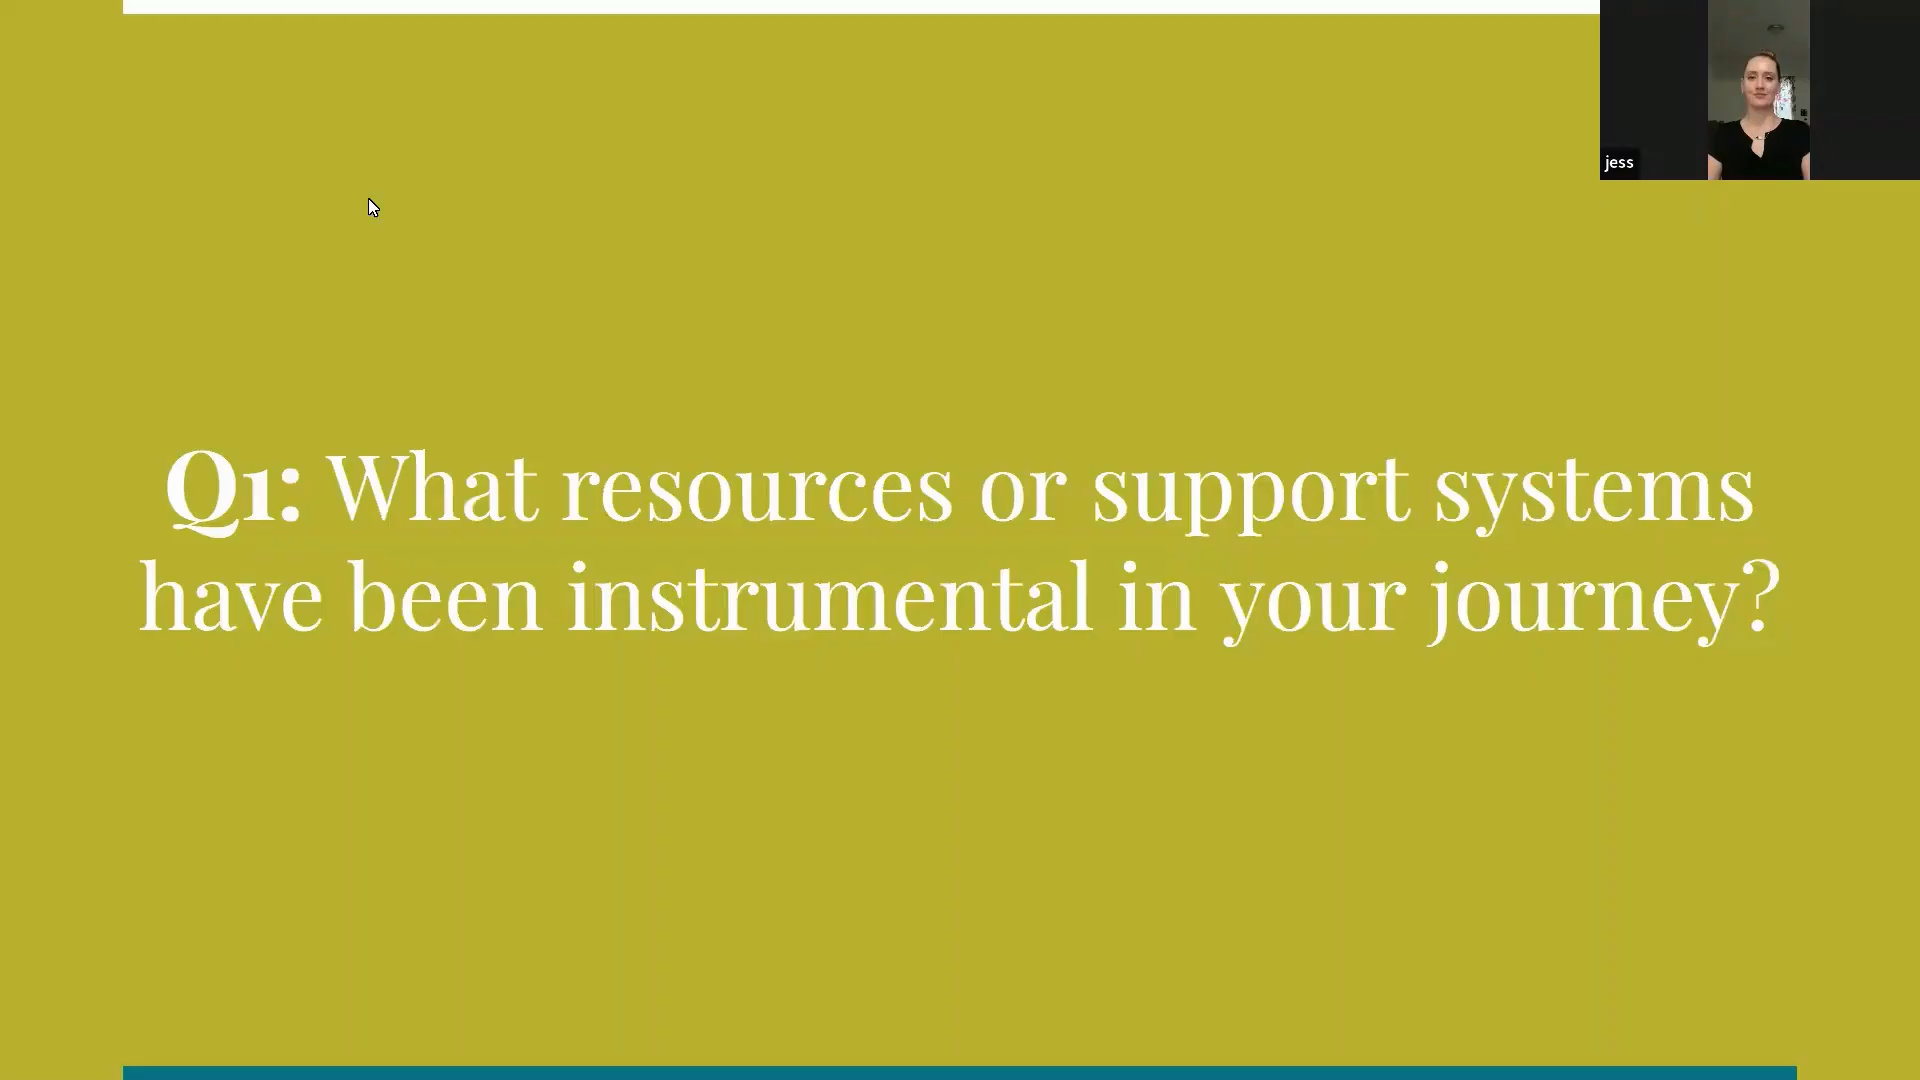 jess
Q1: What resources or support systems
have been instrumental in your journey?